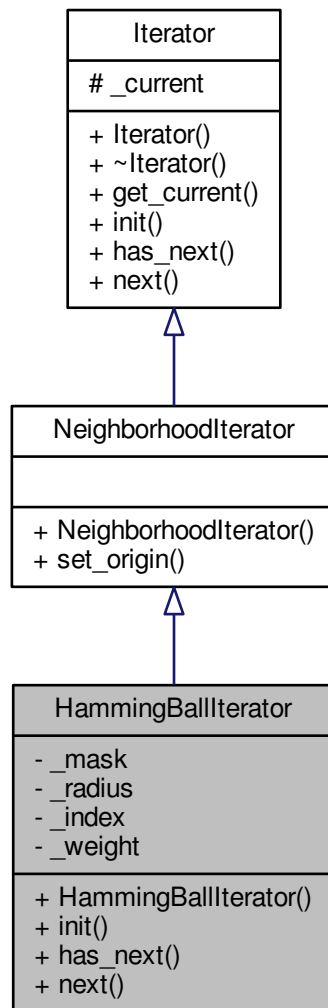 Iterator
# _current
+ Iterator()
+ ~Iterator()
+ get_current()
+ init()
+ has_next()
+ next()
NeighborhoodIterator
+ NeighborhoodIterator()
+ set_origin()
HammingBallIterator
- _mask
- _radius
- _index
- _weight
+ HammingBallIterator()
+ init()
+ has_next()
+ next()